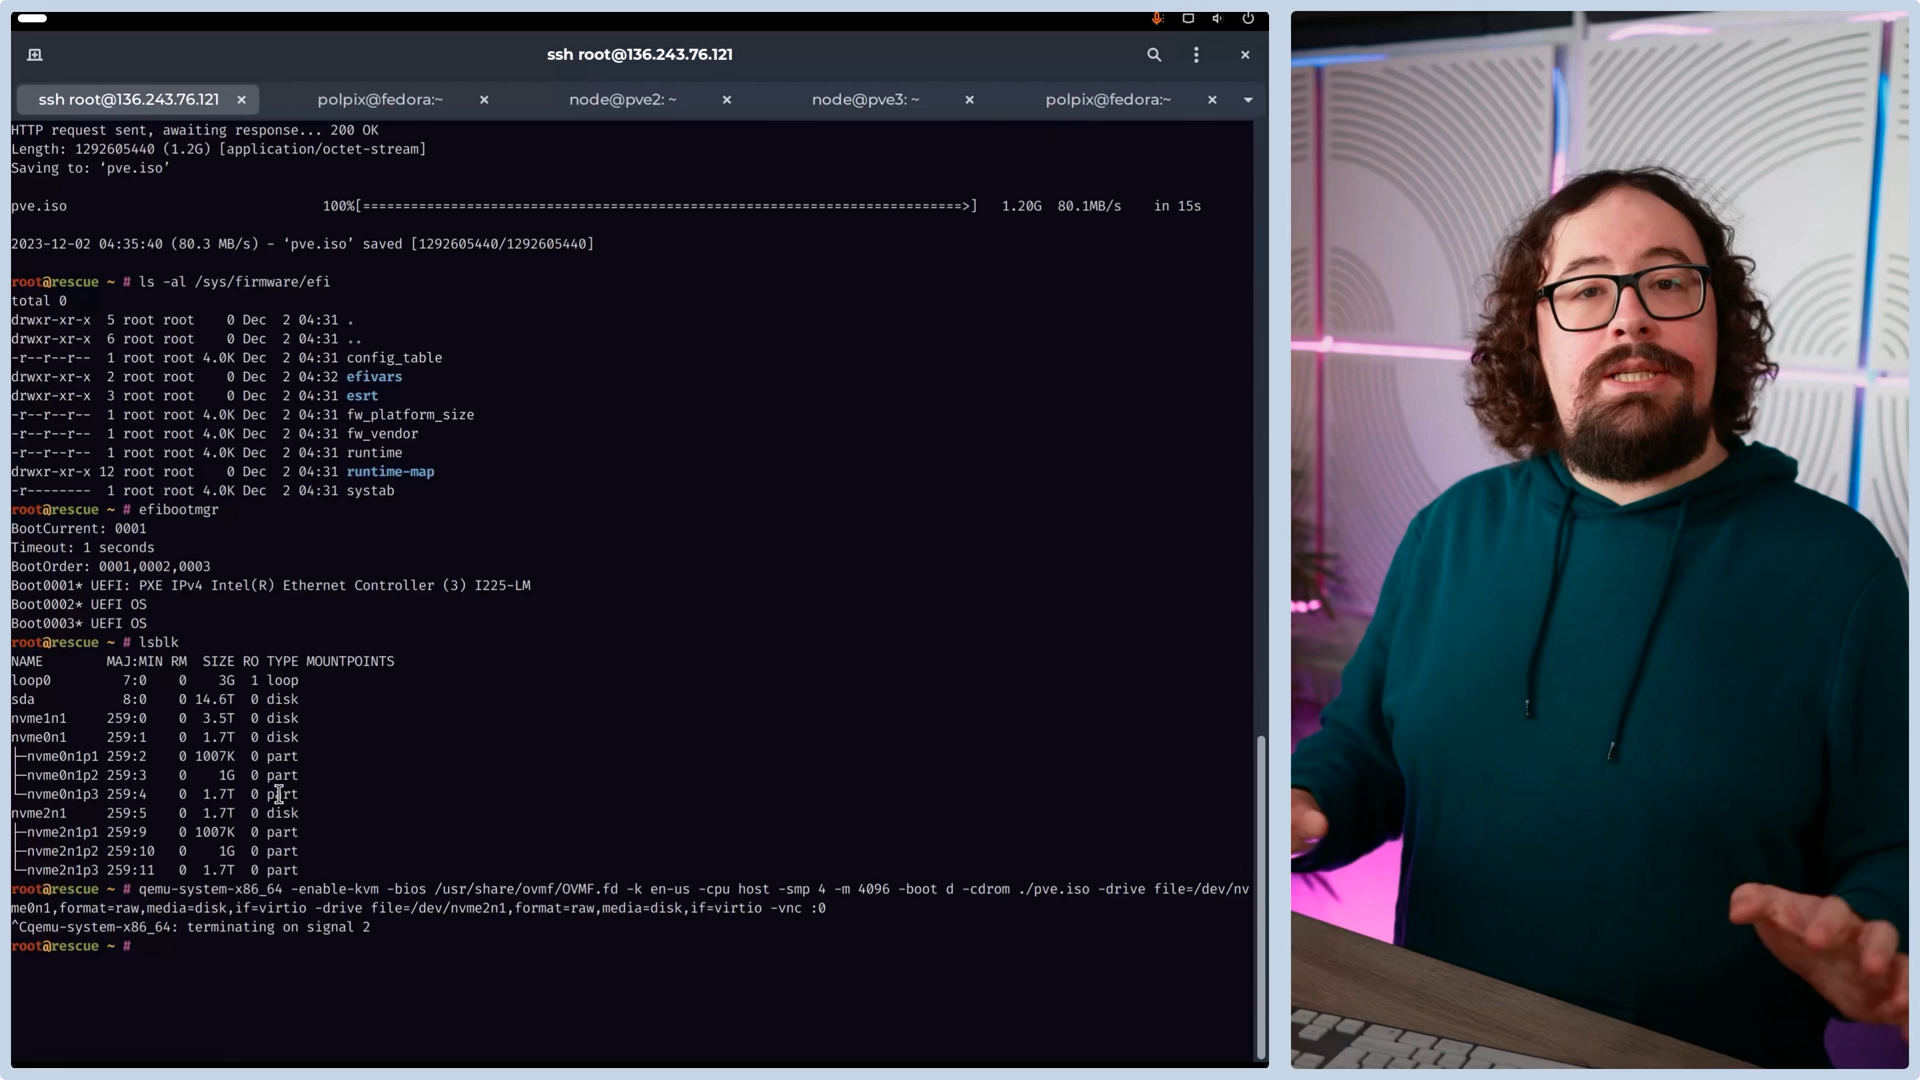 ssh root@136.243.76.121
ssh root@136.243.76.121 polpix@fedora:~ node@pve2: ~ node@pve3: ~ polpix@fedora:~
HTTP request sent, awaiting response... 200 OK
Length: 1292605440 (1.2G) [application/octet-stream]
Saving to: ‘pve.iso’
pve.iso 100%[===========================================================================>] 1.20G 80.1MB/s in 15s
2023-12-02 04:35:40 (80.3 MB/s) - ‘pve.iso’ saved [1292605440/1292605440]
root@rescue ~ # ls -al /sys/firmware/efi
total 0
drwxr-xr-x 5 root root 0 Dec 2 04:31 .
drwxr-xr-x 6 root root 0 Dec 2 04:31 ..
-r--r--r-- 1 root root 4.0K Dec 2 04:31 config_table
drwxr-xr-x 2 root root 0 Dec 2 04:32 efivars
drwxr-xr-x 3 root root 0 Dec 2 04:31 esrt
-r--r--r-- 1 root root 4.0K Dec 2 04:31 fw_platform_size
-r--r--r-- 1 root root 4.0K Dec 2 04:31 fw_vendor
-r--r--r-- 1 root root 4.0K Dec 2 04:31 runtime
drwxr-xr-x 12 root root 0 Dec 2 04:31 runtime-map
-r-------- 1 root root 4.0K Dec 2 04:31 systab
root@rescue ~ # efibootmgr
BootCurrent: 0001
Timeout: 1 seconds
BootOrder: 0001,0002,0003
Boot0001* UEFI: PXE IPv4 Intel(R) Ethernet Controller (3) I225-LM
Boot0002* UEFI OS
Boot0003* UEFI OS
root@rescue ~ # lsblk
NAME MAJ:MIN RM SIZE RO TYPE MOUNTPOINTS
loop0 7:0 0 3G 1 loop
sda 8:0 0 14.6T 0 disk
nvme1n1 259:0 0 3.5T 0 disk
nvme0n1 259:1 0 1.7T 0 disk
├─nvme0n1p1 259:2 0 1007K 0 part
├─nvme0n1p2 259:3 0 1G 0 part
└─nvme0n1p3 259:4 0 1.7T 0 part
nvme2n1 259:5 0 1.7T 0 disk
├─nvme2n1p1 259:9 0 1007K 0 part
├─nvme2n1p2 259:10 0 1G 0 part
└─nvme2n1p3 259:11 0 1.7T 0 part
root@rescue ~ # qemu-system-x86_64 -enable-kvm -bios /usr/share/ovmf/OVMF.fd -k en-us -cpu host -smp 4 -m 4096 -boot d -cdrom ./pve.iso -drive file=/dev/nv
me0n1,format=raw,media=disk,if=virtio -drive file=/dev/nvme2n1,format=raw,media=disk,if=virtio -vnc :0
^Cqemu-system-x86_64: terminating on signal 2
root@rescue ~ #